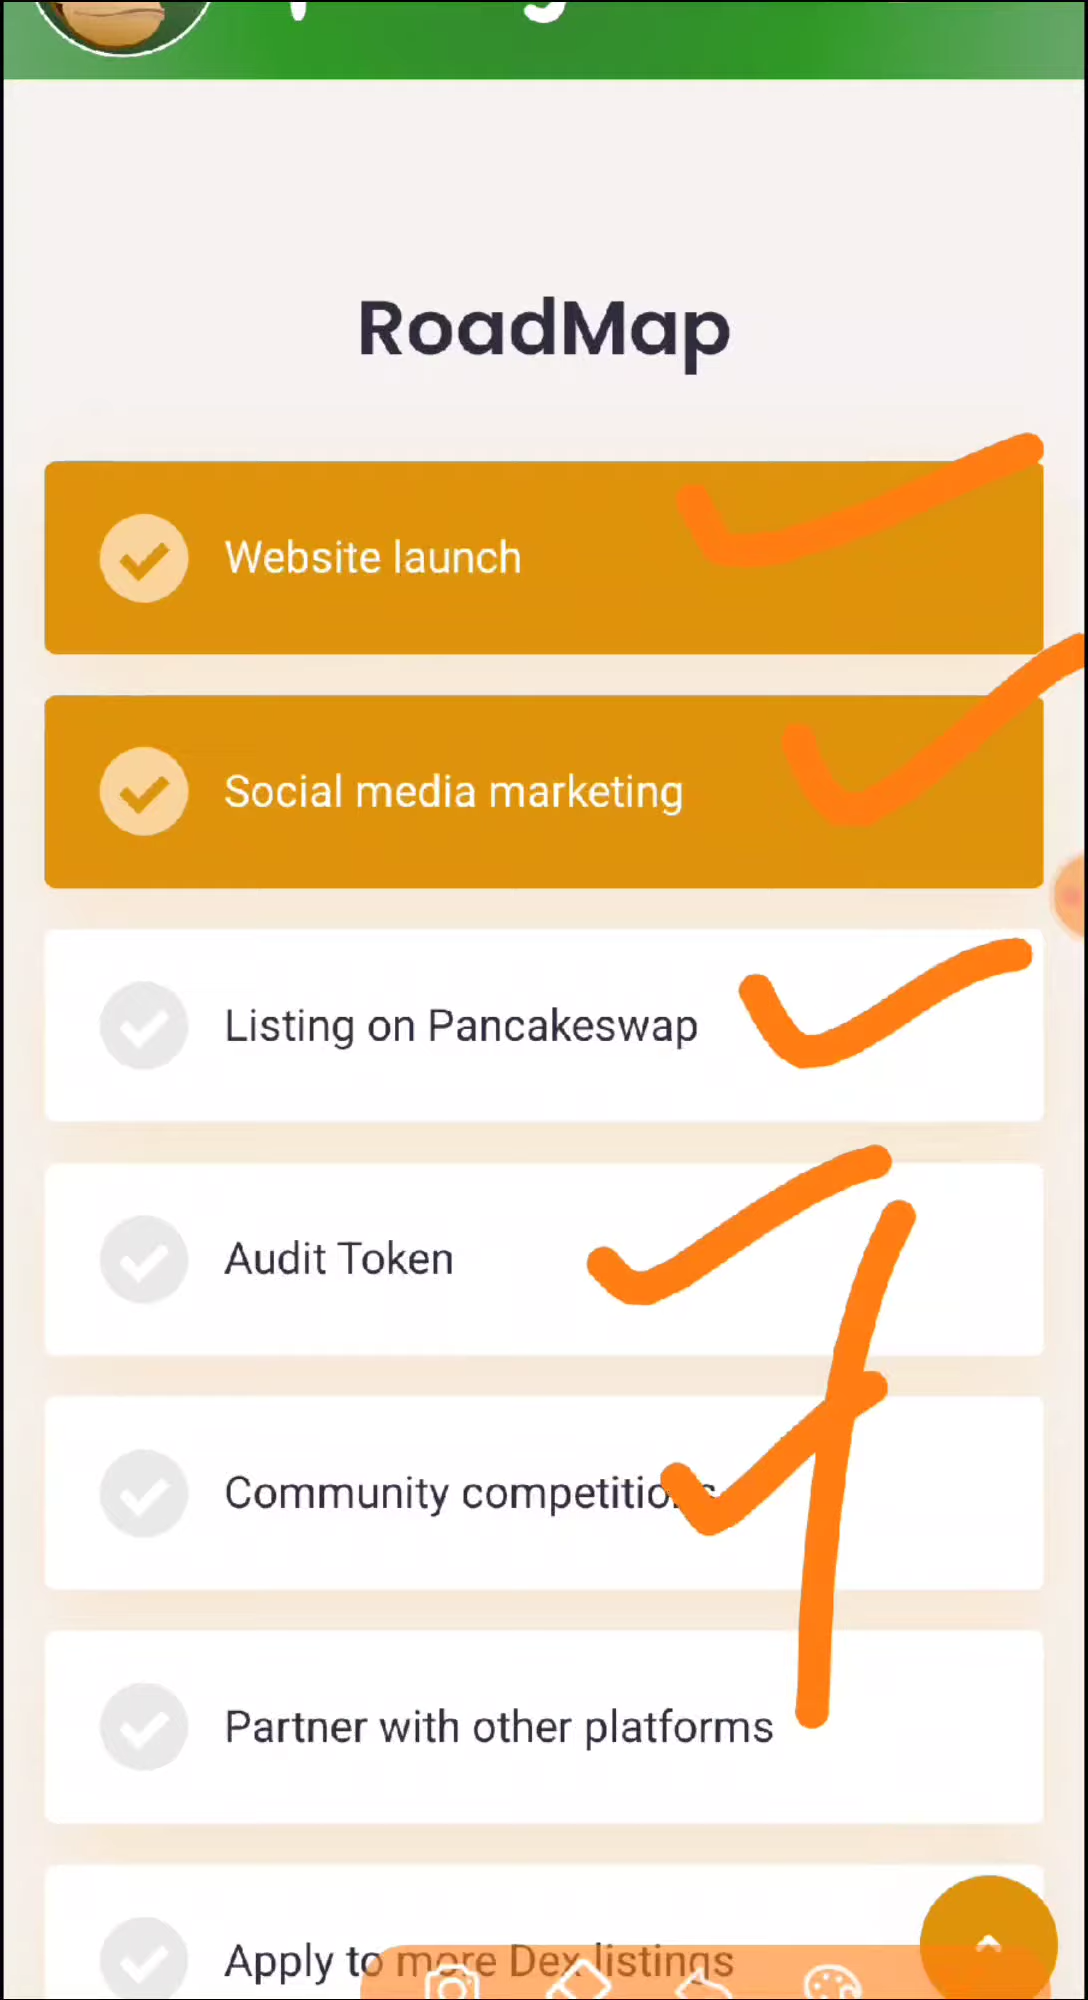 RoadMap
Website launch
Social media marketing
Listing on Pancakeswap
Audit Token
Community competitions
Partner with other platforms
Apply to more Dex listings